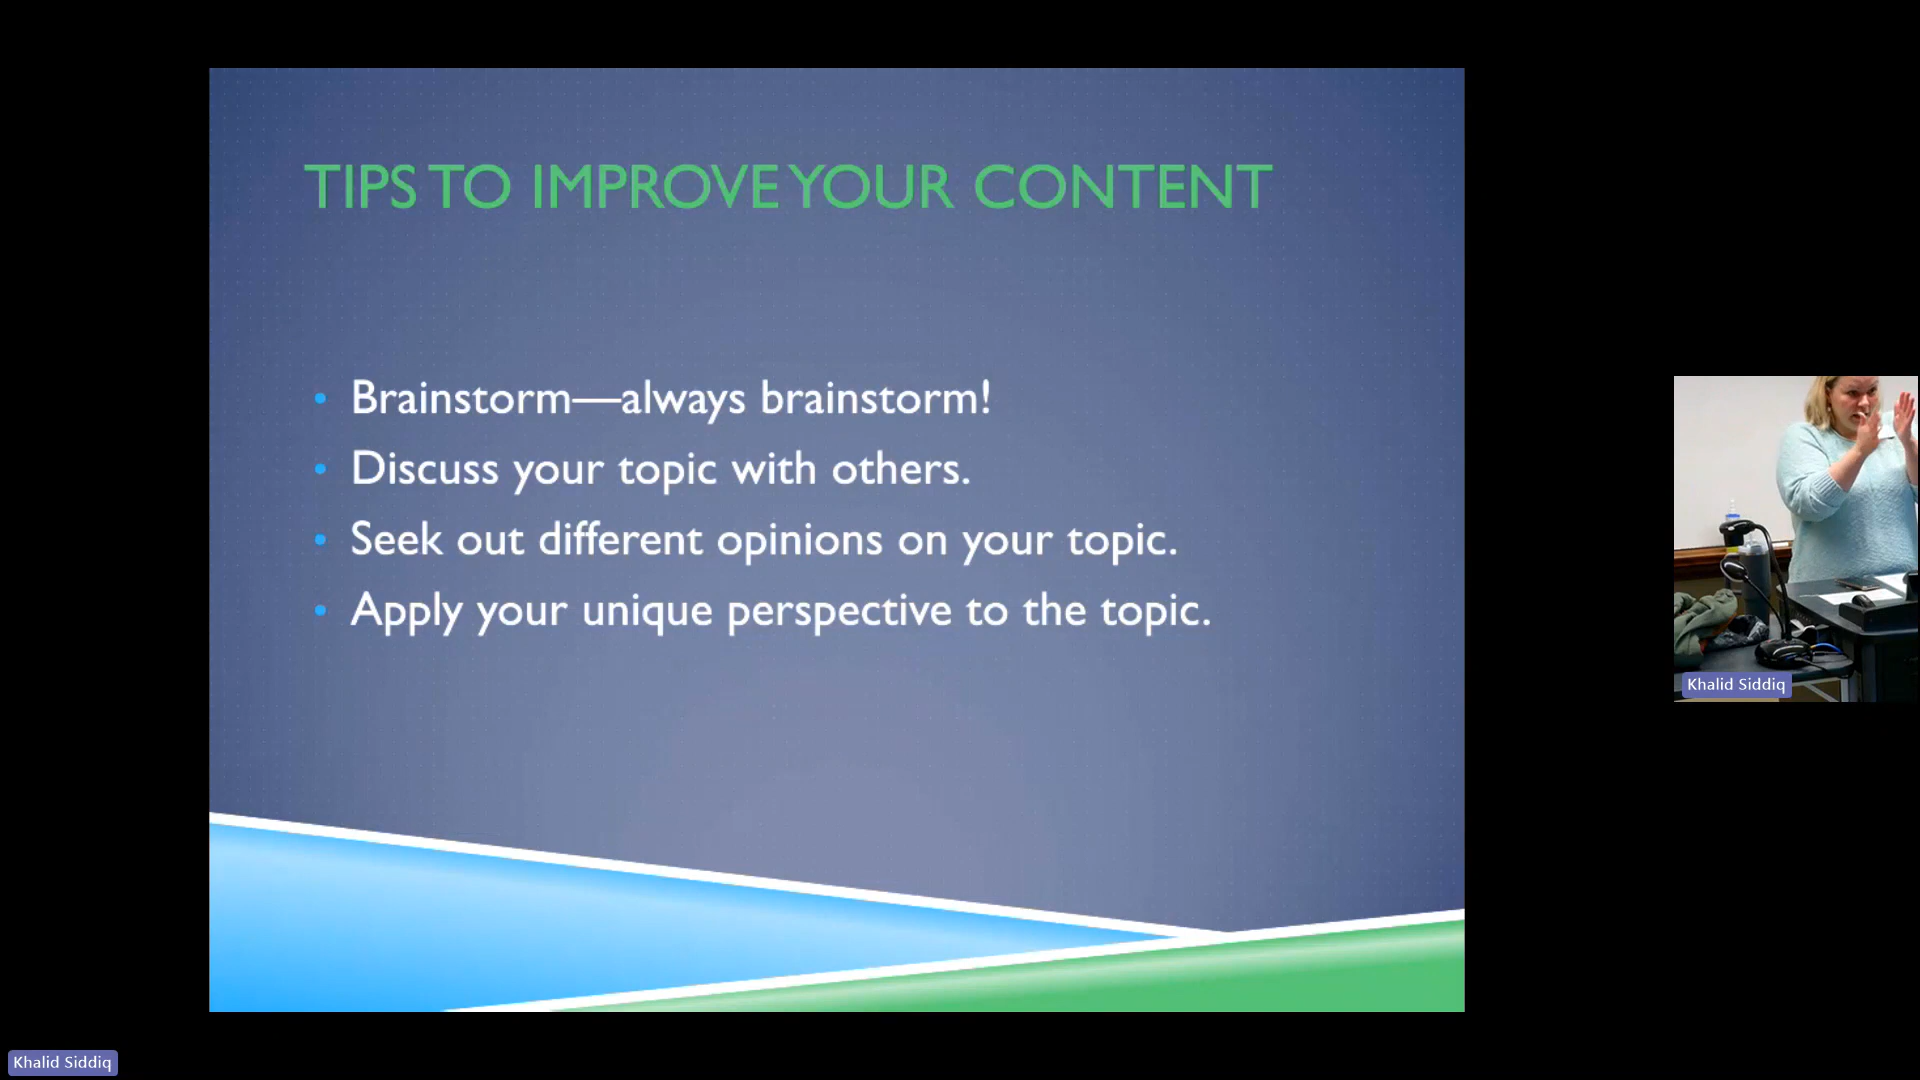 TIPS TO IMPROVE YOUR CONTENT
• Brainstorm—always brainstorm!
• Discuss your topic with others.
• Seek out different opinions on your topic.
• Apply your unique perspective to the topic.
Khalid Siddiq
Khalid Siddiq